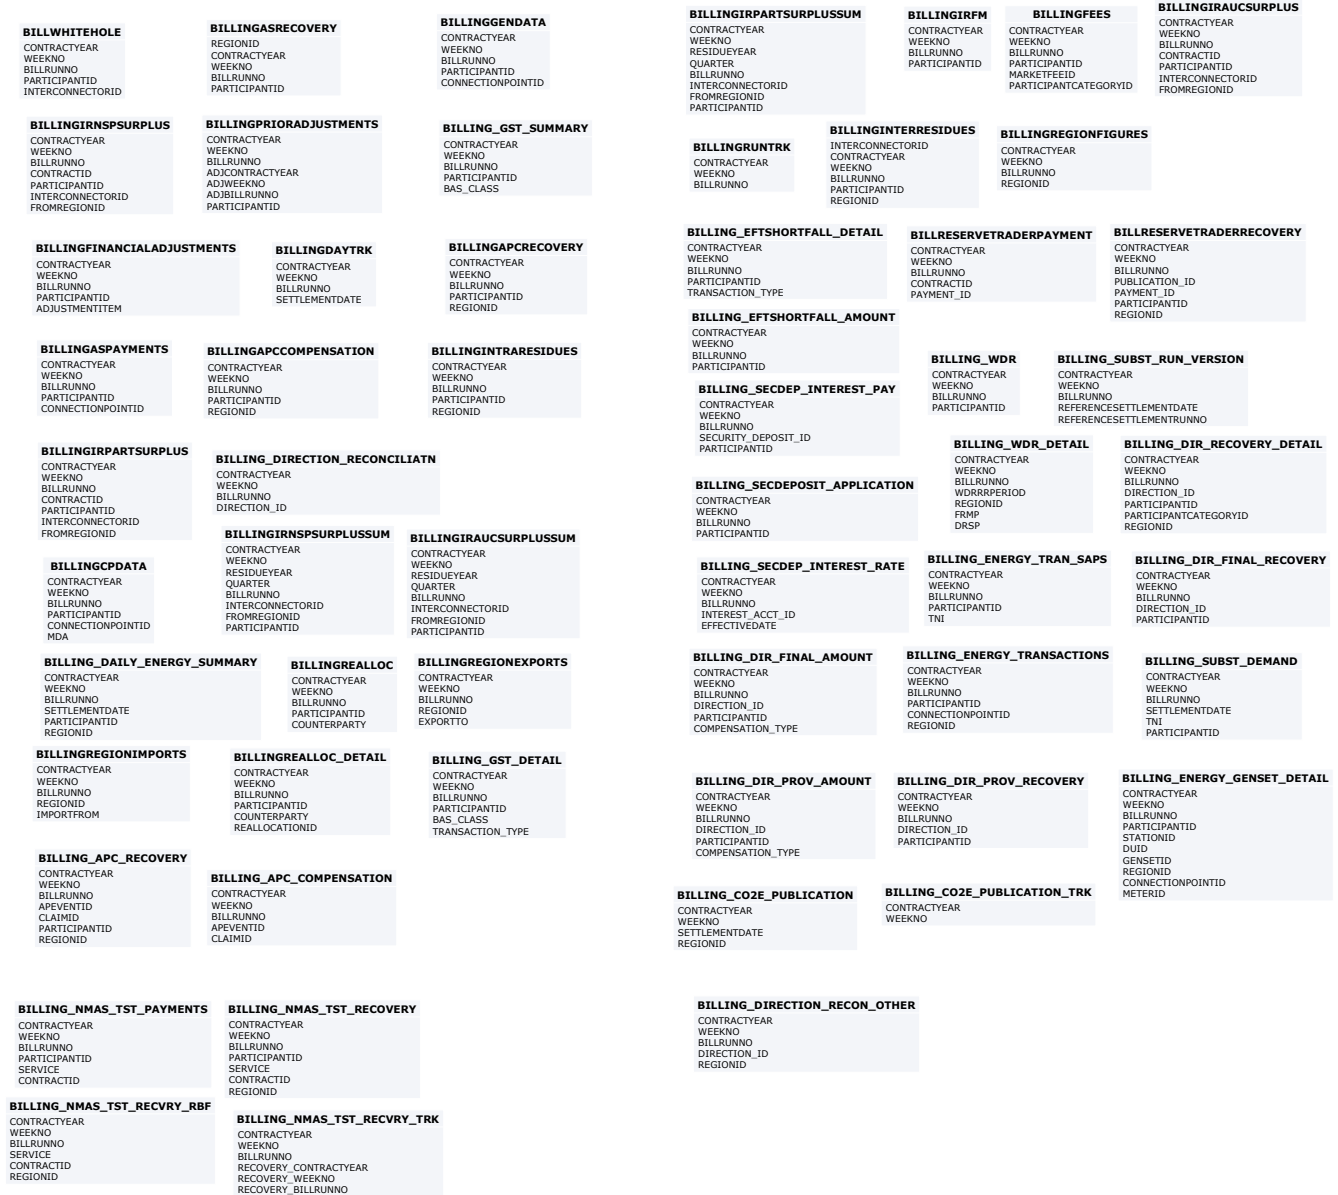 BILLWHITEHOLE
CONTRACTYEAR
WEEKNO
BILLRUNNO
PARTICIPANTID
INTERCONNECTORID
BILLINGASRECOVERY
REGIONID
CONTRACTYEAR
WEEKNO
BILLRUNNO
PARTICIPANTID
BILLINGGENDATA
CONTRACTYEAR
WEEKNO
BILLRUNNO
PARTICIPANTID
CONNECTIONPOINTID
BILLINGIRNSPSURPLUS
CONTRACTYEAR
WEEKNO
BILLRUNNO
CONTRACTID
PARTICIPANTID
INTERCONNECTORID
FROMREGIONID
BILLINGPRIORADJUSTMENTS
CONTRACTYEAR
WEEKNO
BILLRUNNO
ADJCONTRACTYEAR
ADJWEEKNO
ADJBILLRUNNO
PARTICIPANTID
BILLING_GST_SUMMARY
CONTRACTYEAR
WEEKNO
BILLRUNNO
PARTICIPANTID
BAS_CLASS
BILLINGFINANCIALADJUSTMENTS
CONTRACTYEAR
WEEKNO
BILLRUNNO
PARTICIPANTID
ADJUSTMENTITEM
BILLINGDAYTRK
CONTRACTYEAR
WEEKNO
BILLRUNNO
SETTLEMENTDATE
BILLINGAPCRECOVERY
CONTRACTYEAR
WEEKNO
BILLRUNNO
PARTICIPANTID
REGIONID
BILLINGASPAYMENTS
CONTRACTYEAR
WEEKNO
BILLRUNNO
PARTICIPANTID
CONNECTIONPOINTID
BILLINGAPCCOMPENSATION
CONTRACTYEAR
WEEKNO
BILLRUNNO
PARTICIPANTID
REGIONID
BILLINGINTRARESIDUES
CONTRACTYEAR
WEEKNO
BILLRUNNO
PARTICIPANTID
REGIONID
BILLINGIRPARTSURPLUS
CONTRACTYEAR
WEEKNO
BILLRUNNO
CONTRACTID
PARTICIPANTID
INTERCONNECTORID
FROMREGIONID
BILLING_DIRECTION_RECONCILIATN
CONTRACTYEAR
WEEKNO
BILLRUNNO
DIRECTION_ID
BILLINGCPDATA
CONTRACTYEAR
WEEKNO
BILLRUNNO
PARTICIPANTID
CONNECTIONPOINTID
MDA
BILLINGIRNSPSURPLUSSUM
CONTRACTYEAR
WEEKNO
RESIDUEYEAR
QUARTER
BILLRUNNO
INTERCONNECTORID
FROMREGIONID
PARTICIPANTID
BILLINGIRAUCSURPLUSSUM
CONTRACTYEAR
WEEKNO
RESIDUEYEAR
QUARTER
BILLRUNNO
INTERCONNECTORID
FROMREGIONID
PARTICIPANTID
BILLING_DAILY_ENERGY_SUMMARY
CONTRACTYEAR
WEEKNO
BILLRUNNO
SETTLEMENTDATE
PARTICIPANTID
REGIONID
BILLINGREALLOC
CONTRACTYEAR
WEEKNO
BILLRUNNO
PARTICIPANTID
COUNTERPARTY
BILLINGREGIONEXPORTS
CONTRACTYEAR
WEEKNO
BILLRUNNO
REGIONID
EXPORTTO
BILLINGREGIONIMPORTS
CONTRACTYEAR
WEEKNO
BILLRUNNO
REGIONID
IMPORTFROM
BILLINGREALLOC_DETAIL
CONTRACTYEAR
WEEKNO
BILLRUNNO
PARTICIPANTID
COUNTERPARTY
REALLOCATIONID
BILLING_GST_DETAIL
CONTRACTYEAR
WEEKNO
BILLRUNNO
PARTICIPANTID
BAS_CLASS
TRANSACTION_TYPE
BILLING_APC_RECOVERY
CONTRACTYEAR
WEEKNO
BILLRUNNO
APEVENTID
CLAIMID
PARTICIPANTID
REGIONID
BILLING_APC_COMPENSATION
CONTRACTYEAR
WEEKNO
BILLRUNNO
APEVENTID
CLAIMID
BILLING_NMAS_TST_PAYMENTS
CONTRACTYEAR
WEEKNO
BILLRUNNO
PARTICIPANTID
SERVICE
CONTRACTID
BILLING_NMAS_TST_RECOVERY
CONTRACTYEAR
WEEKNO
BILLRUNNO
PARTICIPANTID
SERVICE
CONTRACTID
REGIONID
BILLING_NMAS_TST_RECVRY_RBF
CONTRACTYEAR
WEEKNO
BILLRUNNO
SERVICE
CONTRACTID
REGIONID
BILLING_NMAS_TST_RECVRY_TRK
CONTRACTYEAR
WEEKNO
BILLRUNNO
RECOVERY_CONTRACTYEAR
RECOVERY_WEEKNO
RECOVERY_BILLRUNNO
BILLINGIRPARTSURPLUSSUM
CONTRACTYEAR
WEEKNO
RESIDUEYEAR
QUARTER
BILLRUNNO
INTERCONNECTORID
FROMREGIONID
PARTICIPANTID
BILLINGIRFM
CONTRACTYEAR
WEEKNO
BILLRUNNO
PARTICIPANTID
BILLINGFEES
CONTRACTYEAR
WEEKNO
BILLRUNNO
PARTICIPANTID
MARKETFEEID
PARTICIPANTCATEGORYID
BILLINGIRAUCSURPLUS
CONTRACTYEAR
WEEKNO
BILLRUNNO
CONTRACTID
PARTICIPANTID
INTERCONNECTORID
FROMREGIONID
BILLINGRUNTRK
CONTRACTYEAR
WEEKNO
BILLRUNNO
BILLINGINTERRESIDUES
INTERCONNECTORID
CONTRACTYEAR
WEEKNO
BILLRUNNO
PARTICIPANTID
REGIONID
BILLINGREGIONFIGURES
CONTRACTYEAR
WEEKNO
BILLRUNNO
REGIONID
BILLING_EFTSHORTFALL_DETAIL
CONTRACTYEAR
WEEKNO
BILLRUNNO
PARTICIPANTID
TRANSACTION_TYPE
BILLRESERVETRADERPAYMENT
CONTRACTYEAR
WEEKNO
BILLRUNNO
CONTRACTID
PAYMENT_ID
BILLRESERVETRADERRECOVERY
CONTRACTYEAR
WEEKNO
BILLRUNNO
PUBLICATION_ID
PAYMENT_ID
PARTICIPANTID
REGIONID
BILLING_EFTSHORTFALL_AMOUNT
CONTRACTYEAR
WEEKNO
BILLRUNNO
PARTICIPANTID
BILLING_WDR
CONTRACTYEAR
WEEKNO
BILLRUNNO
PARTICIPANTID
BILLING_SUBST_RUN_VERSION
CONTRACTYEAR
WEEKNO
BILLRUNNO
REFERENCESETTLEMENTDATE
REFERENCESETTLEMENTRUNNO
BILLING_SECDEP_INTEREST_PAY
CONTRACTYEAR
WEEKNO
BILLRUNNO
SECURITY_DEPOSIT_ID
PARTICIPANTID
BILLING_WDR_DETAIL
CONTRACTYEAR
WEEKNO
BILLRUNNO
WDRRRPERIOD
REGIONID
FRMP
DRSP
BILLING_DIR_RECOVERY_DETAIL
CONTRACTYEAR
WEEKNO
BILLRUNNO
DIRECTION_ID
PARTICIPANTID
PARTICIPANTCATEGORYID
REGIONID
BILLING_SECDEPOSIT_APPLICATION
CONTRACTYEAR
WEEKNO
BILLRUNNO
PARTICIPANTID
BILLING_SECDEP_INTEREST_RATE
CONTRACTYEAR
WEEKNO
BILLRUNNO
INTEREST_ACCT_ID
EFFECTIVEDATE
BILLING_ENERGY_TRAN_SAPS
CONTRACTYEAR
WEEKNO
BILLRUNNO
PARTICIPANTID
TNI
BILLING_DIR_FINAL_RECOVERY
CONTRACTYEAR
WEEKNO
BILLRUNNO
DIRECTION_ID
PARTICIPANTID
BILLING_DIR_FINAL_AMOUNT
CONTRACTYEAR
WEEKNO
BILLRUNNO
DIRECTION_ID
PARTICIPANTID
COMPENSATION_TYPE
BILLING_ENERGY_TRANSACTIONS
CONTRACTYEAR
WEEKNO
BILLRUNNO
PARTICIPANTID
CONNECTIONPOINTID
REGIONID
BILLING_SUBST_DEMAND
CONTRACTYEAR
WEEKNO
BILLRUNNO
SETTLEMENTDATE
TNI
PARTICIPANTID
BILLING_DIR_PROV_AMOUNT
CONTRACTYEAR
WEEKNO
BILLRUNNO
DIRECTION_ID
PARTICIPANTID
COMPENSATION_TYPE
BILLING_DIR_PROV_RECOVERY
CONTRACTYEAR
WEEKNO
BILLRUNNO
DIRECTION_ID
PARTICIPANTID
BILLING_ENERGY_GENSET_DETAIL
CONTRACTYEAR
WEEKNO
BILLRUNNO
PARTICIPANTID
STATIONID
DUID
GENSETID
REGIONID
CONNECTIONPOINTID
METERID
BILLING_CO2E_PUBLICATION
CONTRACTYEAR
WEEKNO
SETTLEMENTDATE
REGIONID
BILLING_CO2E_PUBLICATION_TRK
CONTRACTYEAR
WEEKNO
BILLING_DIRECTION_RECON_OTHER
CONTRACTYEAR
WEEKNO
BILLRUNNO
DIRECTION_ID
REGIONID